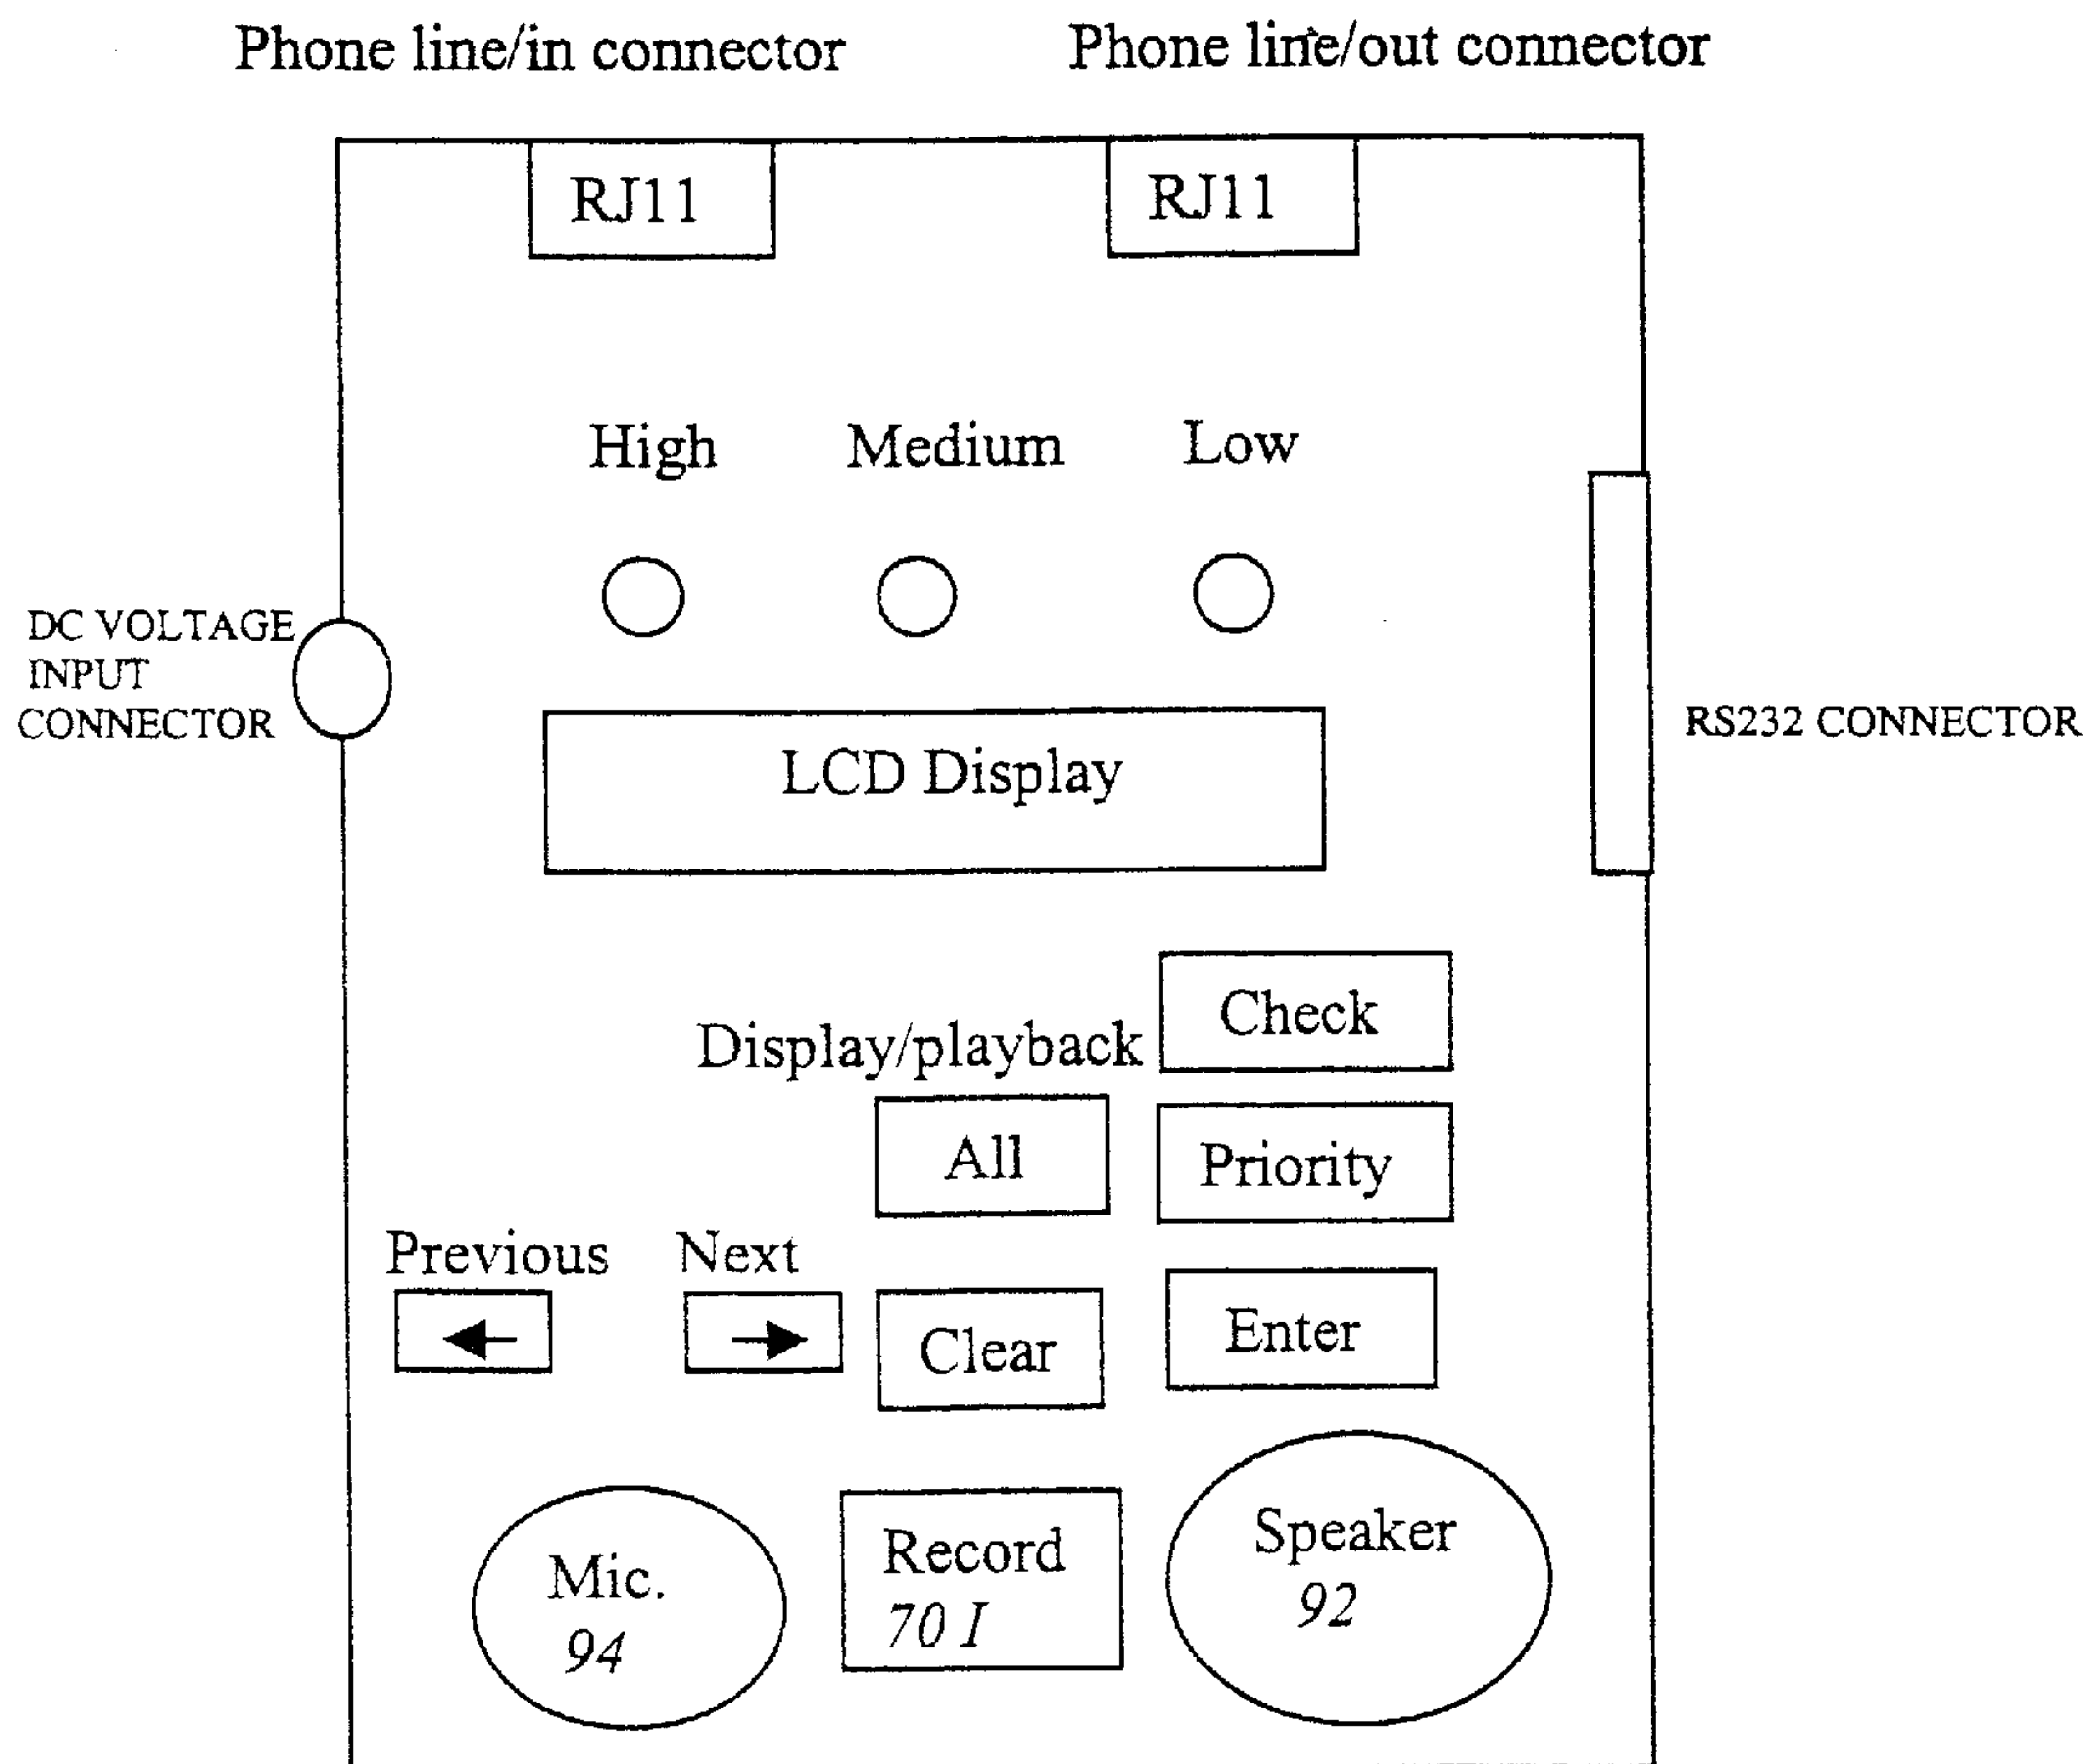 Phone line/in connector
Phone line/out connector
RJ11
RJ11
High
Medium
Low
DC VOLTAGE
INPUT
CONNECTOR
LCD Display
RS232 CONNECTOR
Check
Display/playback
All
Priority
Previous
Next
Clear
Enter
Mic.
94
Record
70 I
Speaker
92